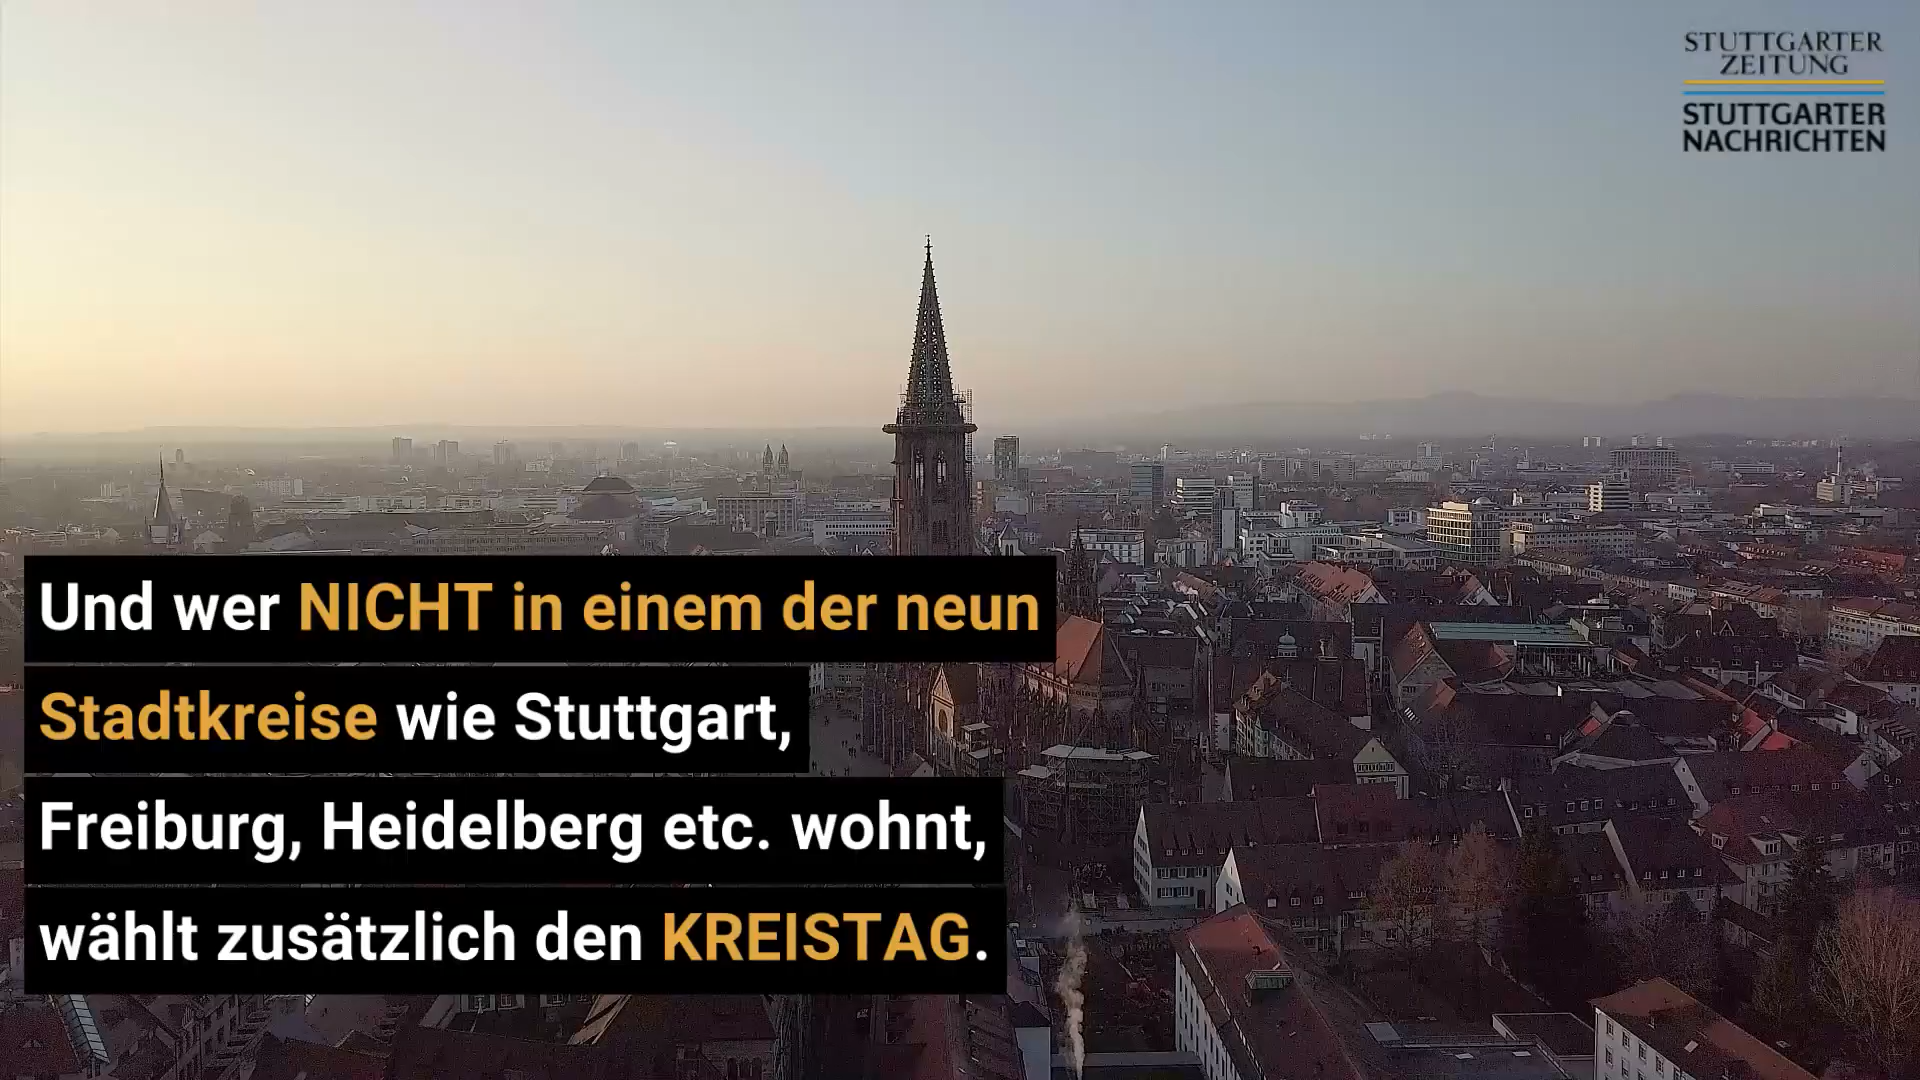 STUTTGARTER
ZEITUNG
STUTTGARTER
NACHRICHTEN
Und wer NICHT in einem der neun
Stadtkreise wie Stuttgart,
Freiburg, Heidelberg etc. wohnt,
wählt zusätzlich den KREISTAG.